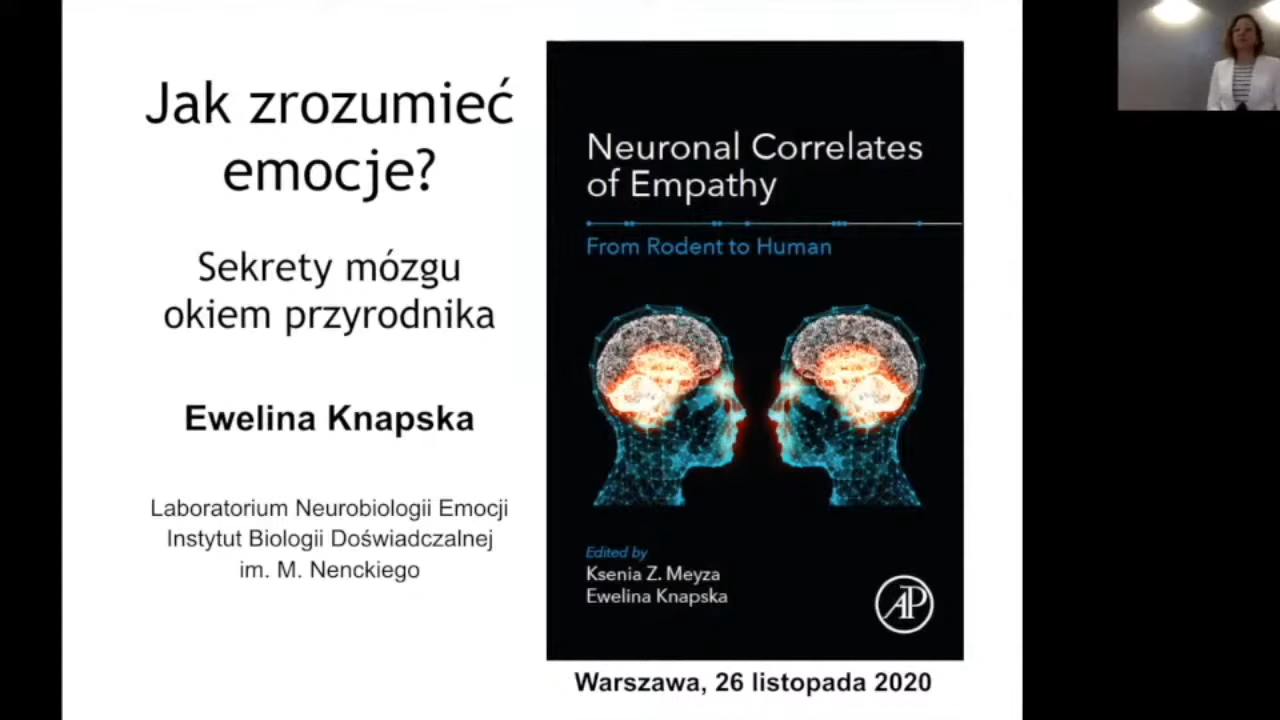 Jak zrozumieć
emocje?
Sekrety mózgu
okiem przyrodnika
Ewelina Knapska
Laboratorium Neurobiologii Emocji
Instytut Biologii Doświadczalnej
im. M. Nenckiego
Neuronal Correlates
of Empathy
From Rodent to Human
Edited by
Ksenia Z. Meyza
Ewelina Knapska
AP
Warszawa, 26 listopada 2020